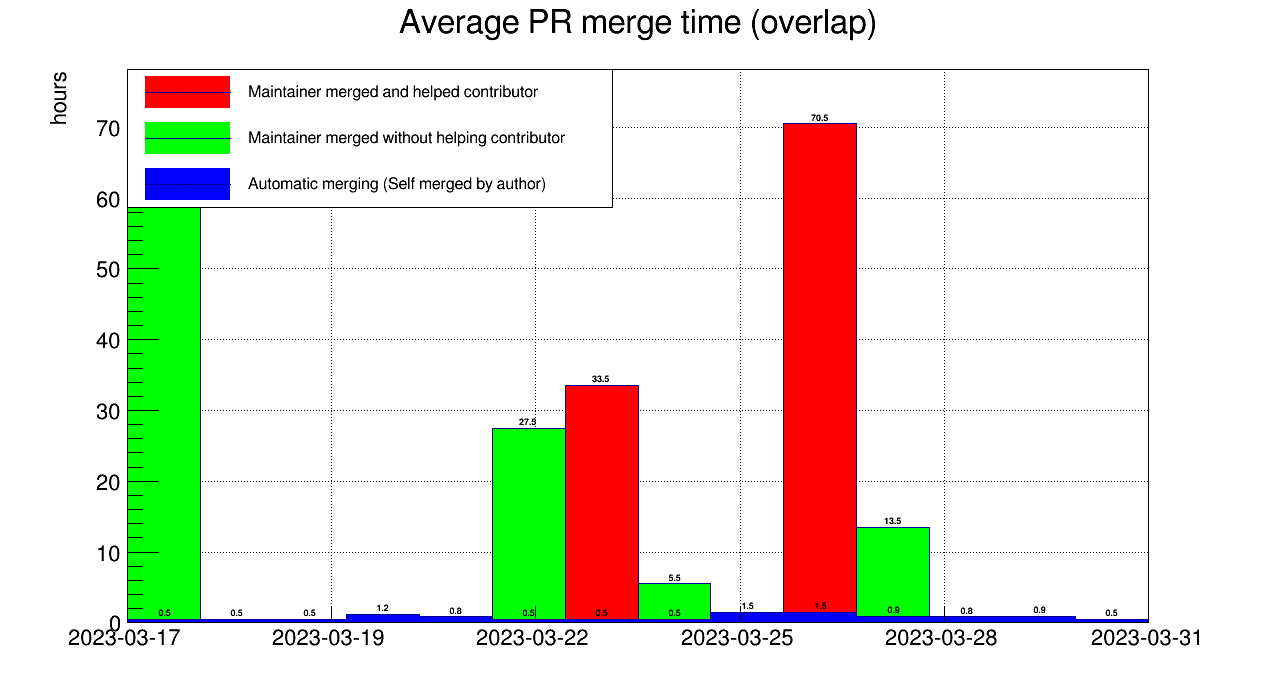 Average PR merge time (overlap)
hours
Maintainer merged and helped contributor
Maintainer merged without helping contributor
Automatic merging (Self merged by author)
70
60
50
40
30
20
10
0
70.5
33.5
27.5
13.5
5.5
0.5 0.5 0.5 1.2 0.8 0.5 0.5 0.5 1.5 1.5 0.9 0.8 0.9 0.5
2023-03-17 2023-03-19 2023-03-22 2023-03-25 2023-03-28 2023-03-31